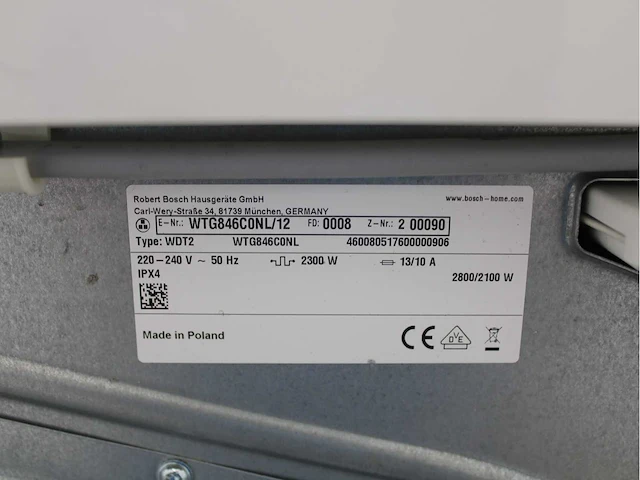 Robert Bosch Hausgeräte GmbH www.bosch-home.com
Carl-Wery-Straße 34, 81739 München, GERMANY
E-Nr.: WTG846C0NL/12 FD: 0008 Z-Nr.: 2 00090
Type: WDT2 WTG846C0NL 460080517600000906
220-240 V ~ 50 Hz 2300 W 13/10 A
IPX4 2800/2100 W
Made in Poland CE DVE